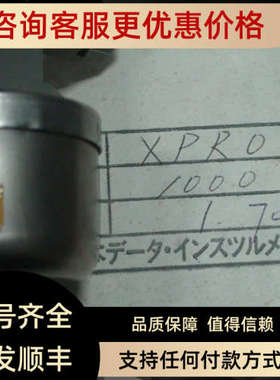 咨询客服更优惠价格
XPRO
1000
1.70
データ・インスツルメ
号齐全
品质保障 值得信赖
发顺丰
支持任何付款方式